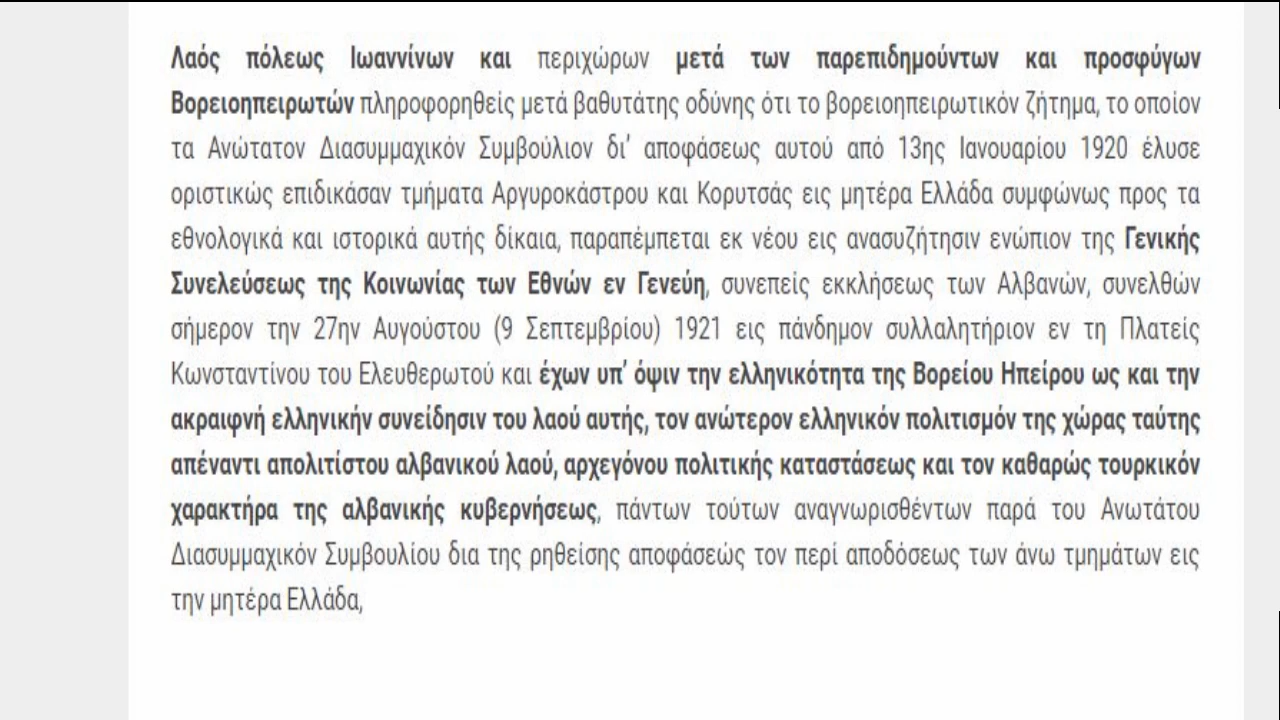 Λαός πόλεως Ιωαννίνων και περιχώρων μετά των παρεπιδημούντων και προσφύγων
Βορειοηπειρωτών πληροφορηθείς μετά βαθυτάτης οδύνης ότι το βορειοηπειρωτικόν ζήτημα, το οποίον
τα Ανώτατον Διασυμμαχικόν Συμβούλιον δι’ αποφάσεως αυτού από 13ης Ιανουαρίου 1920 έλυσε
οριστικώς επιδικάσαν τμήματα Αργυροκάστρου και Κορυτσάς εις μητέρα Ελλάδα συμφώνως προς τα
εθνολογικά και ιστορικά αυτής δίκαια, παραπέμπεται εκ νέου εις ανασυζήτησιν ενώπιον της Γενικής
Συνελεύσεως της Κοινωνίας των Εθνών εν Γενεύη, συνεπείς εκκλήσεως των Αλβανών, συνελθών
σήμερον την 27ην Αυγούστου (9 Σεπτεμβρίου) 1921 εις πάνδημον συλλαλητήριον εν τη Πλατείς
Κωνσταντίνου του Ελευθερωτού και έχων υπ’ όψιν την ελληνικότητα της Βορείου Ηπείρου ως και την
ακραιφνή ελληνικήν συνείδησιν του λαού αυτής, τον ανώτερον ελληνικόν πολιτισμόν της χώρας ταύτης
απέναντι απολιτίστου αλβανικού λαού, αρχεγόνου πολιτικής καταστάσεως και τον καθαρώς τουρκικόν
χαρακτήρα της αλβανικής κυβερνήσεως, πάντων τούτων αναγνωρισθέντων παρά του Ανωτάτου
Διασυμμαχικόν Συμβουλίου δια της ρηθείσης αποφάσεώς τον περί αποδόσεως των άνω τμημάτων εις
την μητέρα Ελλάδα,